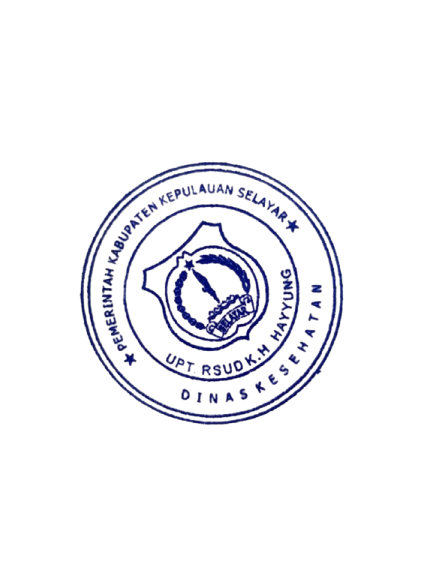 ★ PEMERINTAH KABUPATEN KEPULAUAN SELAYAR ★
SELAYAR
UPT RSUD K.H HAYYUNG
DINAS KESEHATAN